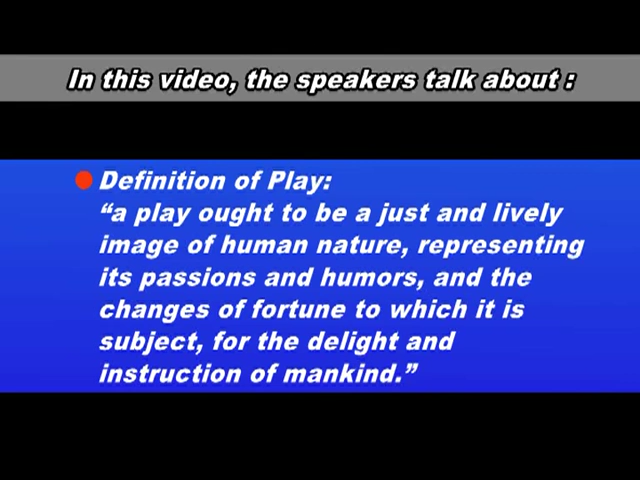 In this video, the speakers talk about :
Definition of Play:
“a play ought to be a just and lively
image of human nature, representing
its passions and humors, and the
changes of fortune to which it is
subject, for the delight and
instruction of mankind.”